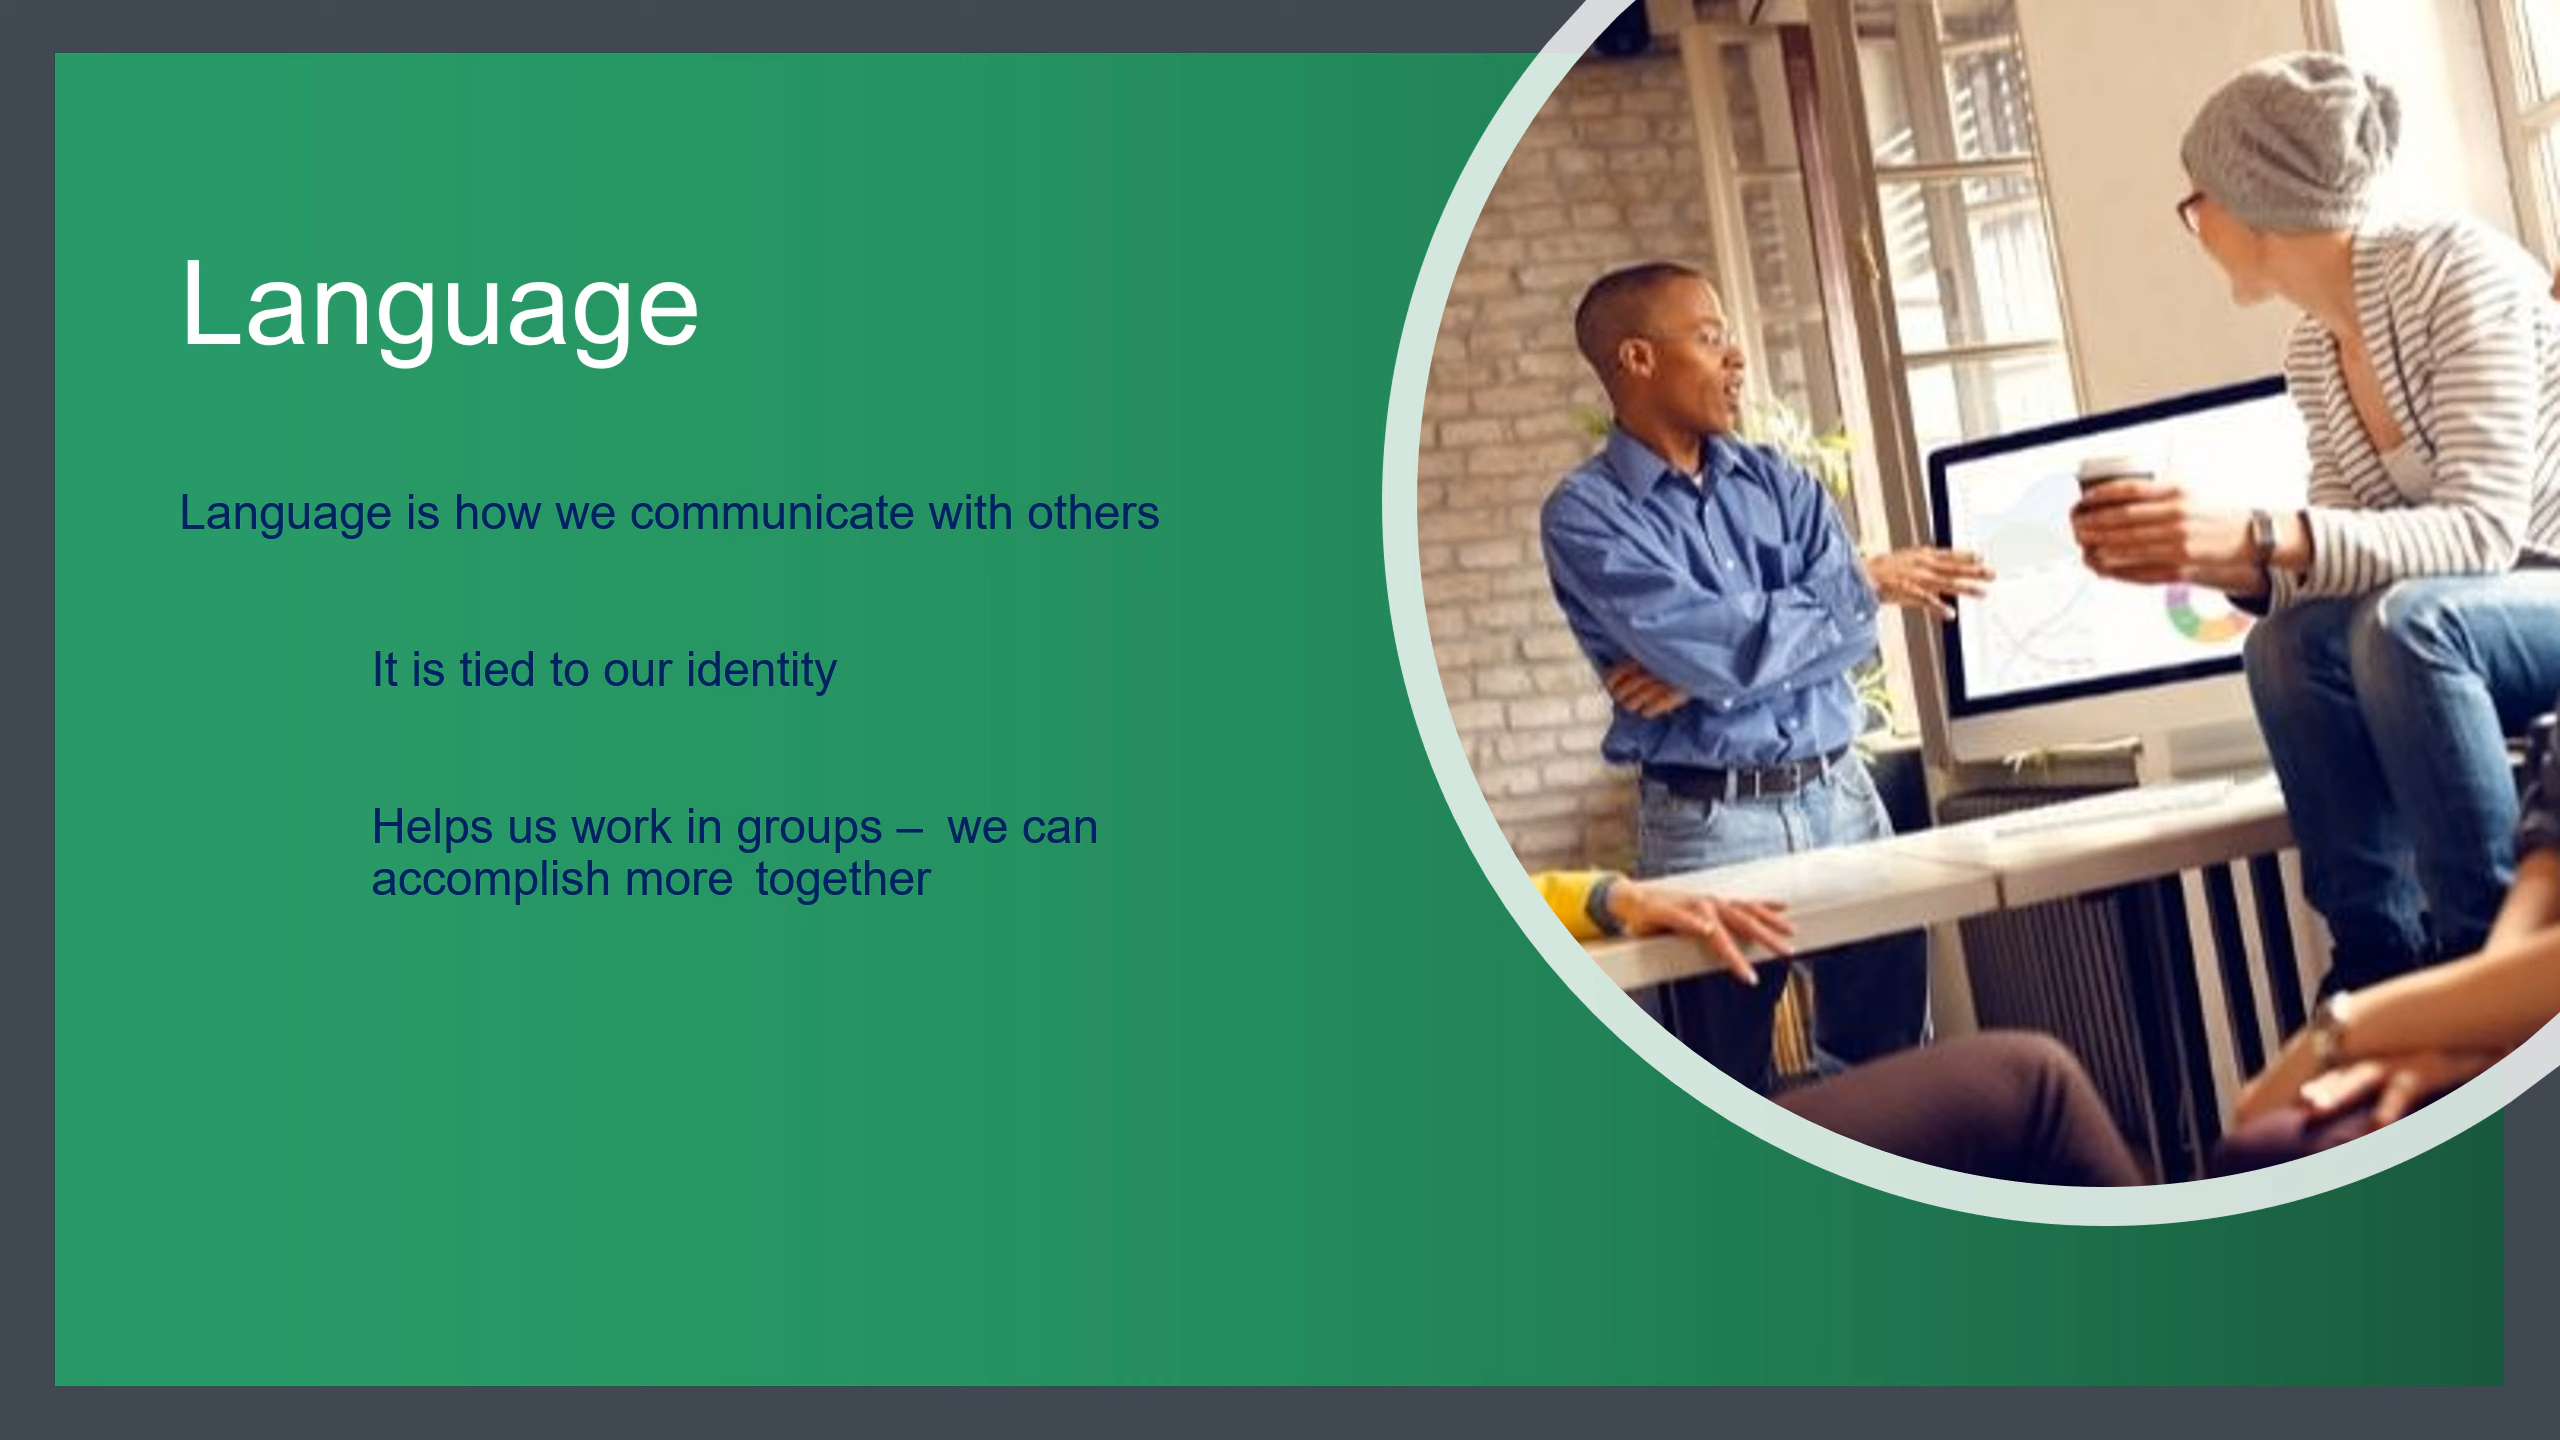 Language
Language is how we communicate with others
It is tied to our identity
Helps us work in groups – we can
accomplish more together